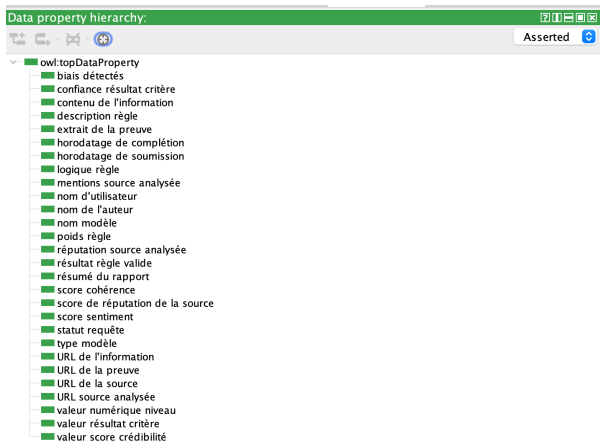 Data property hierarchy:
Asserted
owl:topDataProperty
biais détectés
confiance résultat critère
contenu de l'information
description règle
extrait de la preuve
horodatage de complétion
horodatage de soumission
logique règle
mentions source analysée
nom d'utilisateur
nom de l'auteur
nom modèle
poids règle
réputation source analysée
résultat règle valide
résumé du rapport
score cohérence
score de réputation de la source
score sentiment
statut requête
type modèle
URL de l'information
URL de la preuve
URL de la source
URL source analysée
valeur numérique niveau
valeur résultat critère
valeur score crédibilité